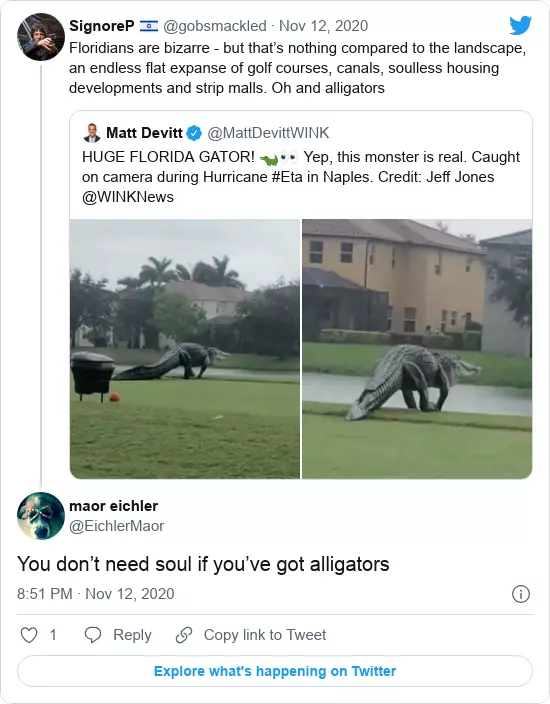 SignoreP 🇮🇱 @gobsmackled · Nov 12, 2020
Floridians are bizarre - but that’s nothing compared to the landscape,
an endless flat expanse of golf courses, canals, soulless housing
developments and strip malls. Oh and alligators
Matt Devitt @MattDevittWINK
HUGE FLORIDA GATOR! 🐊👀 Yep, this monster is real. Caught
on camera during Hurricane #Eta in Naples. Credit: Jeff Jones
@WINKNews
maor eichler
@EichlerMaor
You don’t need soul if you’ve got alligators
8:51 PM · Nov 12, 2020
1 Reply Copy link to Tweet
Explore what's happening on Twitter